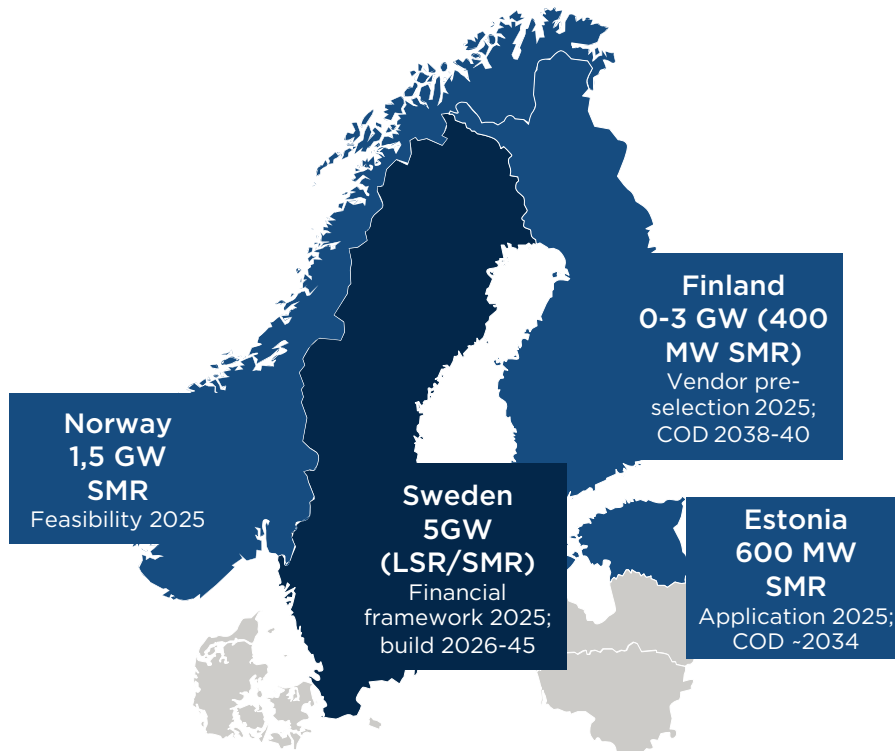 Finland
0-3 GW (400
MW SMR)
Vendor pre-
selection 2025;
COD 2038-40
Norway
1,5 GW
SMR
Feasibility 2025
Sweden
5GW
(LSR/SMR)
Financial
framework 2025;
build 2026-45
Estonia
600 MW
SMR
Application 2025;
COD ~2034